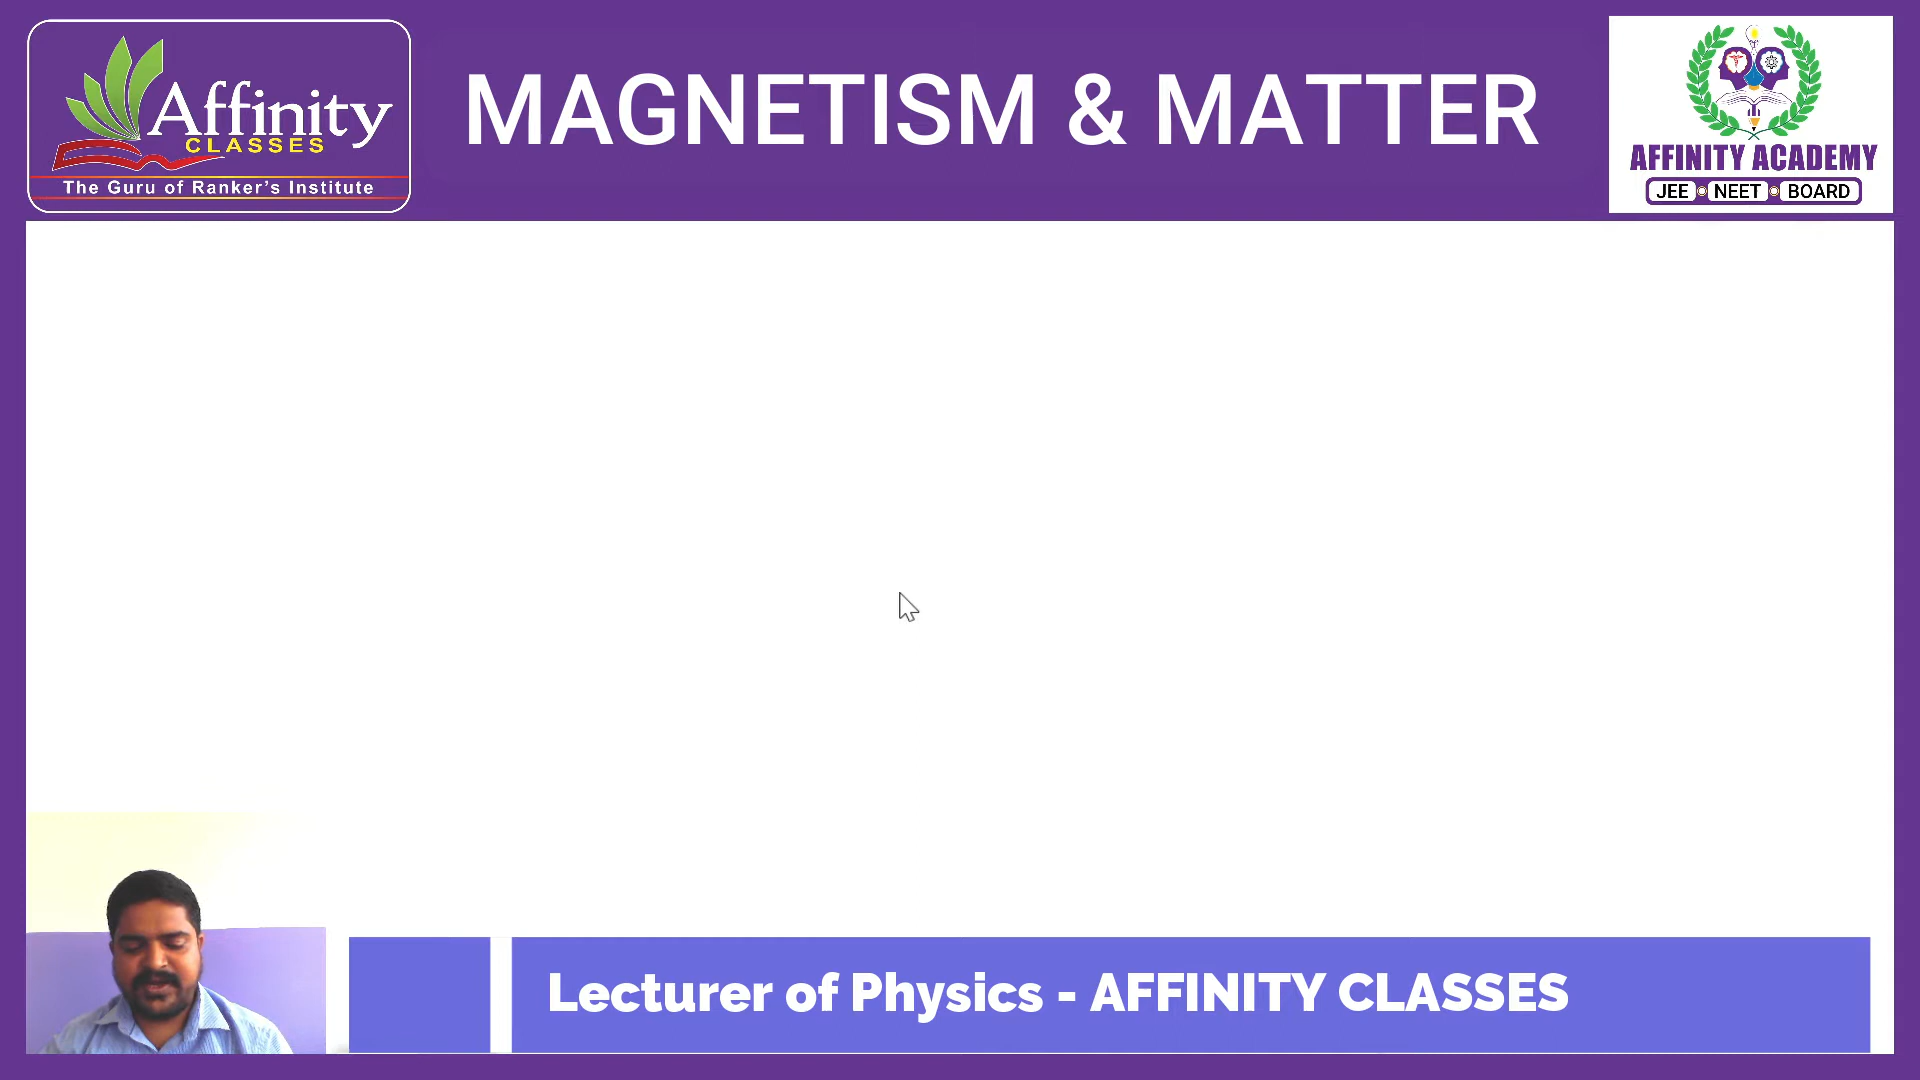 Affinity
CLASSES
The Guru of Ranker's Institute
MAGNETISM & MATTER
AFFINITY ACADEMY
JEE NEET BOARD
Lecturer of Physics - AFFINITY CLASSES